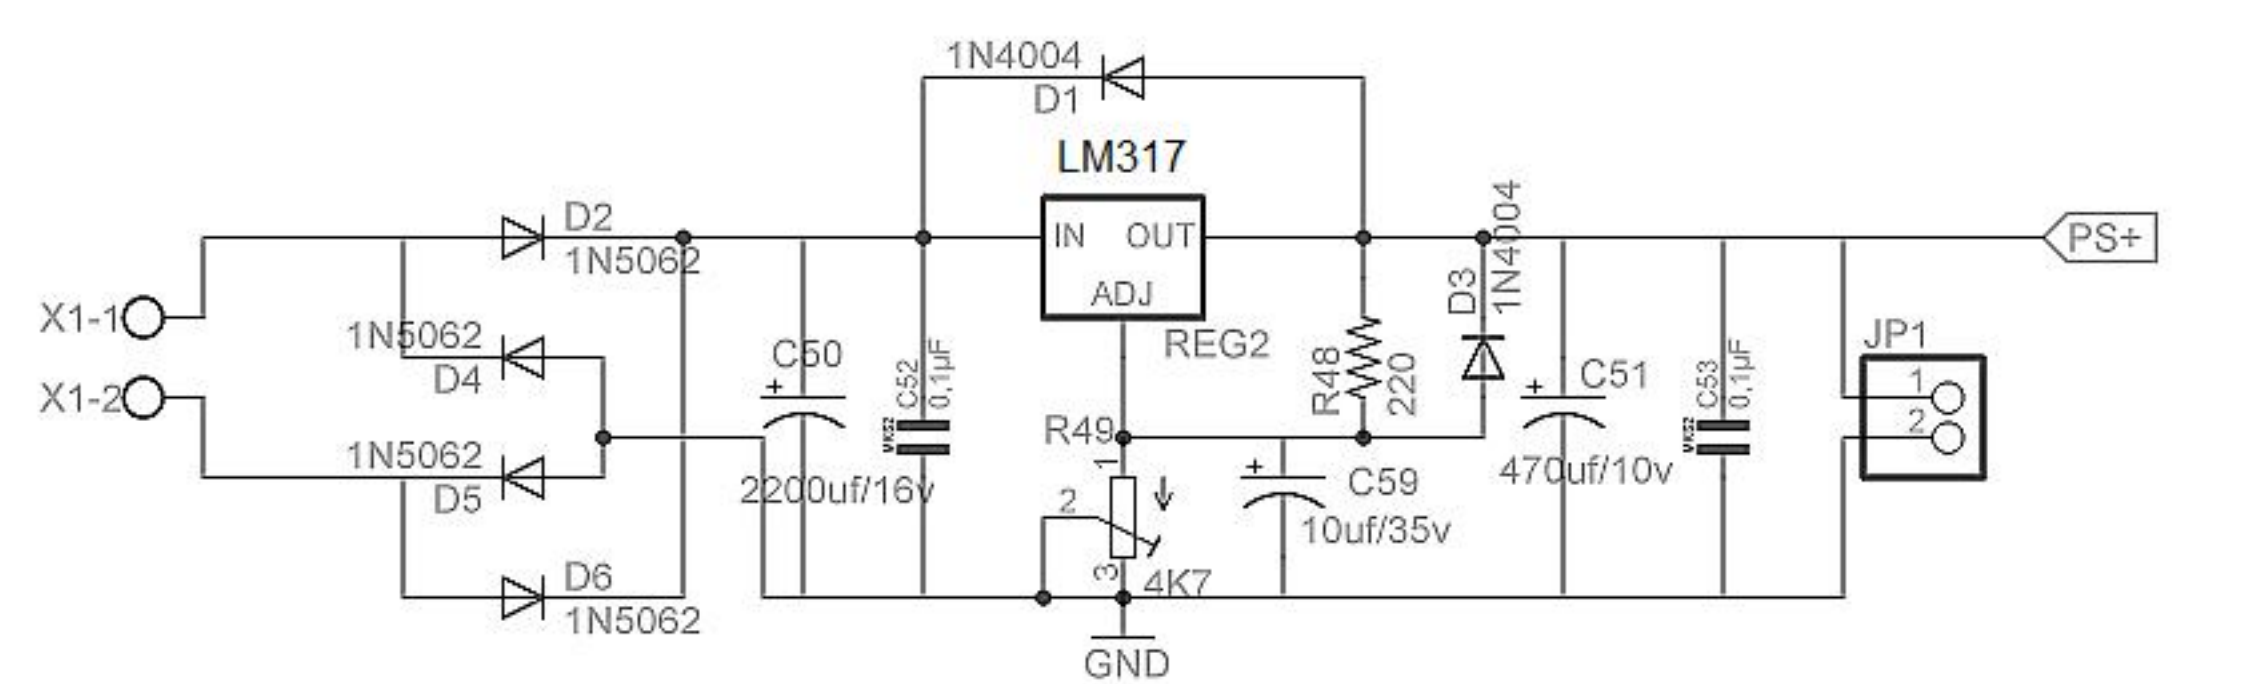 1N4004
D1
LM317
IN
OUT
ADJ
REG2
D2
1N5062
X1-1
1N5062
D4
X1-2
1N5062
D5
D6
1N5062
+
C50
2200uf/16v
C52
0,1µF
MKS2
R49
1
2
3
4K7
GND
R48
220
D3
1N4004
+
C59
10uf/35v
+
C51
470uf/10v
C53
0,1µF
MKS2
PS+
JP1
1
2